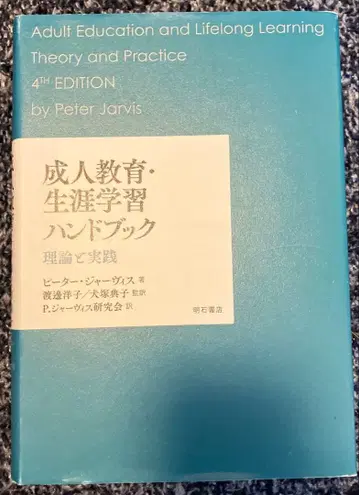 Adult Education and Lifelong Learning
Theory and Practice
4TH EDITION
by Peter Jarvis
成人教育・
生涯学習
ハンドブック
理論と実践
ピーター・ジャーヴィス 著
渡邊洋子／犬塚典子 監訳
P.ジャーヴィス研究会 訳
明石書店